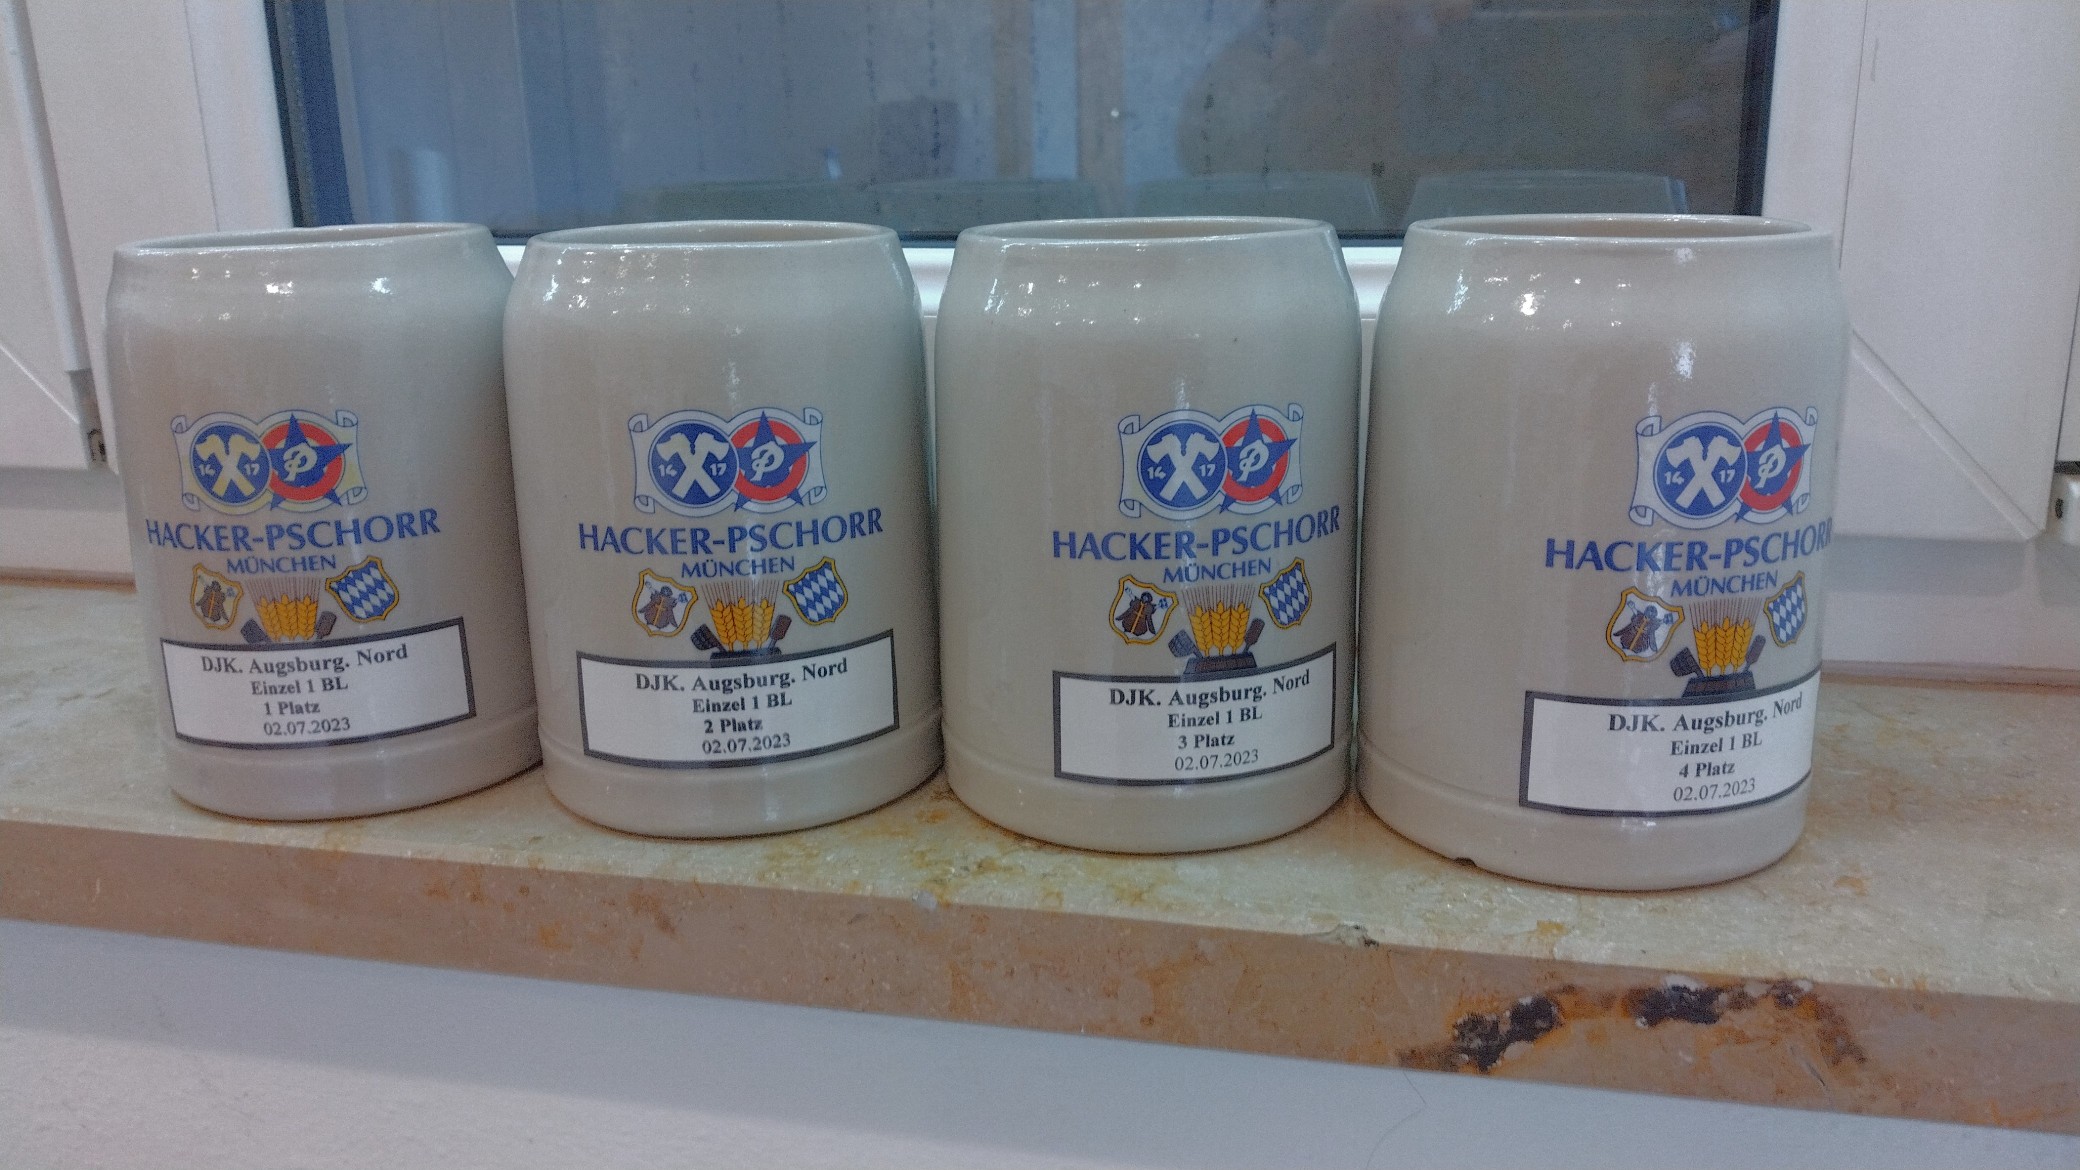 14 17 P
HACKER-PSCHORR
MÜNCHEN
DJK. Augsburg. Nord
Einzel 1 BL
1 Platz
02.07.2023
14 17 P
HACKER-PSCHORR
MÜNCHEN
DJK. Augsburg. Nord
Einzel 1 BL
2 Platz
02.07.2023
14 17 P
HACKER-PSCHORR
MÜNCHEN
DJK. Augsburg. Nord
Einzel 1 BL
3 Platz
02.07.2023
14 17 P
HACKER-PSCHORR
MÜNCHEN
DJK. Augsburg. Nord
Einzel 1 BL
4 Platz
02.07.2023